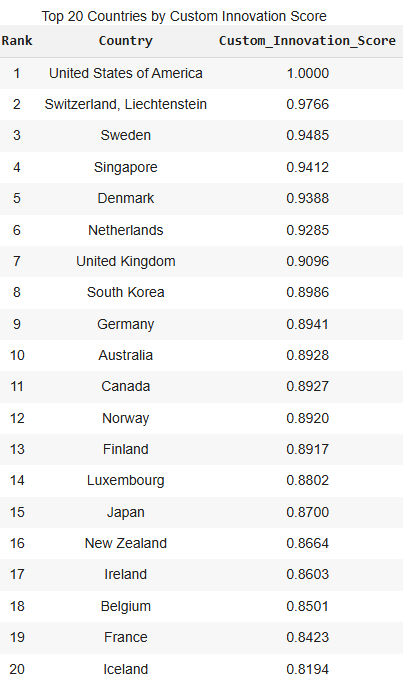 Top 20 Countries by Custom Innovation Score
Rank Country Custom_Innovation_Score
1 United States of America 1.0000
2 Switzerland, Liechtenstein 0.9766
3 Sweden 0.9485
4 Singapore 0.9412
5 Denmark 0.9388
6 Netherlands 0.9285
7 United Kingdom 0.9096
8 South Korea 0.8986
9 Germany 0.8941
10 Australia 0.8928
11 Canada 0.8927
12 Norway 0.8920
13 Finland 0.8917
14 Luxembourg 0.8802
15 Japan 0.8700
16 New Zealand 0.8664
17 Ireland 0.8603
18 Belgium 0.8501
19 France 0.8423
20 Iceland 0.8194